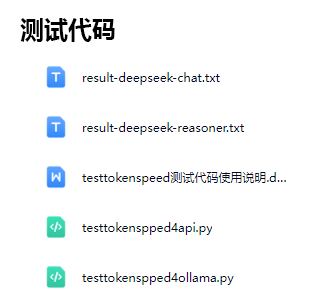 测试代码
result-deepseek-chat.txt
result-deepseek-reasoner.txt
testtokenspeed测试代码使用说明.d...
testtokenspped4api.py
testtokenspped4ollama.py